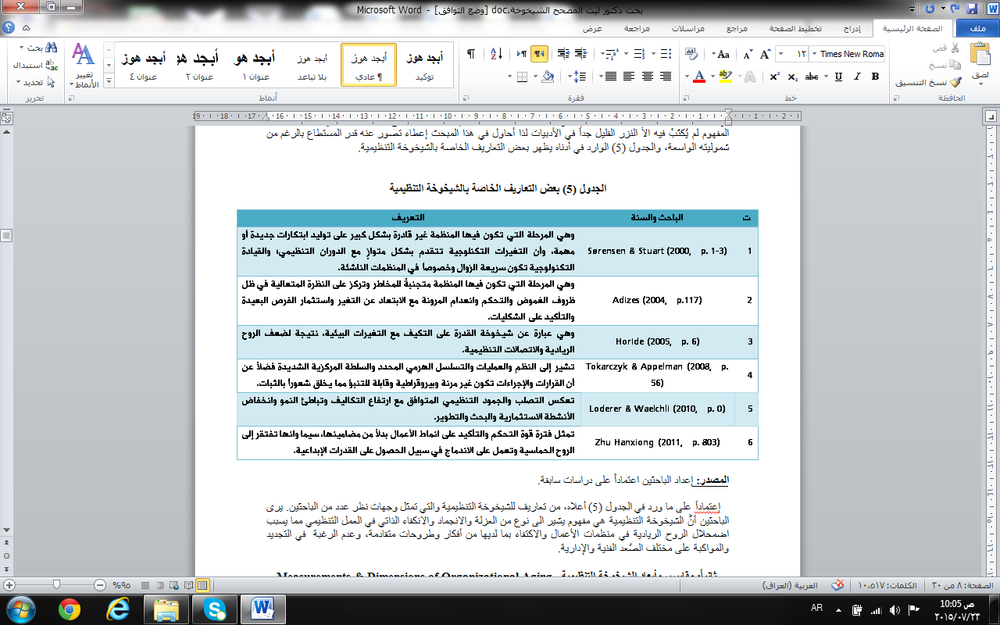 بحث دكتور ليث المصحح الشيخوخة.doc [وضع التوافق] - Microsoft Word
ملف الصفحة الرئيسية إدراج تخطيط الصفحة مراجع مراسلات مراجعة عرض
لصق
قص
نسخ
نسخ التنسيق
الحافظة
Times New Roma ١٢
خط
فقرة
أبجد هوز أبجد هوز أبجد هوز أبجد هو أبجد هو أبجد هوز
توكيد ¶ عادي بلا تباعد عنوان ١ عنوان ٢ عنوان ٤
تغيير الأنماط
أنماط
بحث
استبدال
تحديد
تحرير
المفهوم لم يُكتَبْ فيه الأ النزر القليل جداً في الأدبيات لذا أحاول في هذا المبحث إعطاء تصور عنه قدر المستطاع بالرغم من
شموليته الواسعة، والجدول (5) الوارد في أدناه يظهر بعض التعاريف الخاصة بالشيخوخة التنظيمية.
الجدول (5) بعض التعاريف الخاصة بالشيخوخة التنظيمية
ت الباحث والسنة التعريف
1 Sørensen & Stuart (2000, p. 1-3)
وهي المرحلة التي تكون فيها المنظمة غير قادرة بشكل كبير على توليد ابتكارات جديدة أو
مهمة، وأن التغيرات التكنلوجية تتقدم بشكل متوازٍ مع الدوران التنظيمي، والقيادة
التكنولوجية تكون سريعة الزوال وخصوصاً في المنظمات الناشئة.
2 Adizes (2004, p.117)
وهي المرحلة التي تكون فيها المنظمة متجنبةً للمخاطر وتركز على النظرة المتعالية في ظل
ظروف الغموض والتحكم وانعدام المرونة مع الابتعاد عن التغير واستثمار الفرص البعيدة
والتأكيد على الشكليات.
3 Horide (2005, p. 6)
وهي عبارة عن شيخوخة القدرة على التكيف مع التغيرات البيئية، نتيجة لضعف الروح
الريادية والاتصالات التنظيمية.
4 Tokarczyk & Appelman (2008, p.
56)
تشير إلى النظم والعمليات والتسلسل الهرمي المحدد والسلطة المركزية الشديدة فضلاً عن
أن القرارات والإجراءات تكون غير مرنة وبيروقراطية وقابلة للتنبؤ مما يخلق شعوراً بالثبات.
5 Loderer & Waelchli (2010, p. 0)
تعكس التصلب والجمود التنظيمي المتوافق مع ارتفاع التكاليف وتباطئ النمو وانخفاض
الأنشطة الاستثمارية والبحث والتطوير.
6 Zhu Hanxiong (2011, p. 803)
تمثل فترة قوة التحكم والتأكيد على انماط الأعمال بدلاً من مضامينها، سيما وانها تفتقر إلى
الروح الحماسية وتعمل على الاندماج في سبيل الحصول على القدرات الإبداعية.
المصدر: إعداد الباحثين اعتماداً على دراسات سابقة.
إعتماداً على ما ورد في الجدول (5) أعلاه، من تعاريف للشيخوخة التنظيمية والتي تمثل وجهات نظر عدد من الباحثين. يرى
الباحثين أنَّ الشيخوخة التنظيمية هي مفهوم يشير الى نوع من العزلة والانجماد والانكفاء الذاتي في العمل التنظيمي مما يسبب
اضمحلال الروح الريادية في منظمات الأعمال والاكتفاء بما لديها من أفكار وطروحات متقادمة، وعدم الرغبة في التجديد
والمواكبة على مختلف الصُعد الفنية والإدارية.
ثانياً: مقاييس وأبعاد الشيخوخة التنظيمية Measurements & Dimensions of Organizational Aging
الصفحة: ٨ من ٣٠ الكلمات: ١٠,٥١٧ العربية (العراق) ٩٥%
AR
10:05 ص
٢٠١٥/٠٧/٢٣